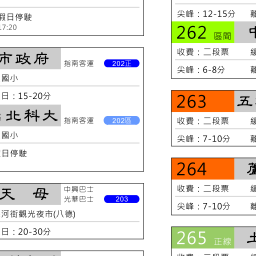 假日停駛
17:20
市政府
指南客運 202正
國小
日：15-20分
北科大
指南客運 202區
國小
日停駛
天 母
中興巴士
光華巴士
203
河街觀光夜市(八德)
日：20-30分
尖峰：12-15分
262 區間
收費：二段票
尖峰：6-8分
263
收費：二段票
尖峰：7-10分
264
收費：二段票
尖峰：7-10分
265 正線
收費：二段票